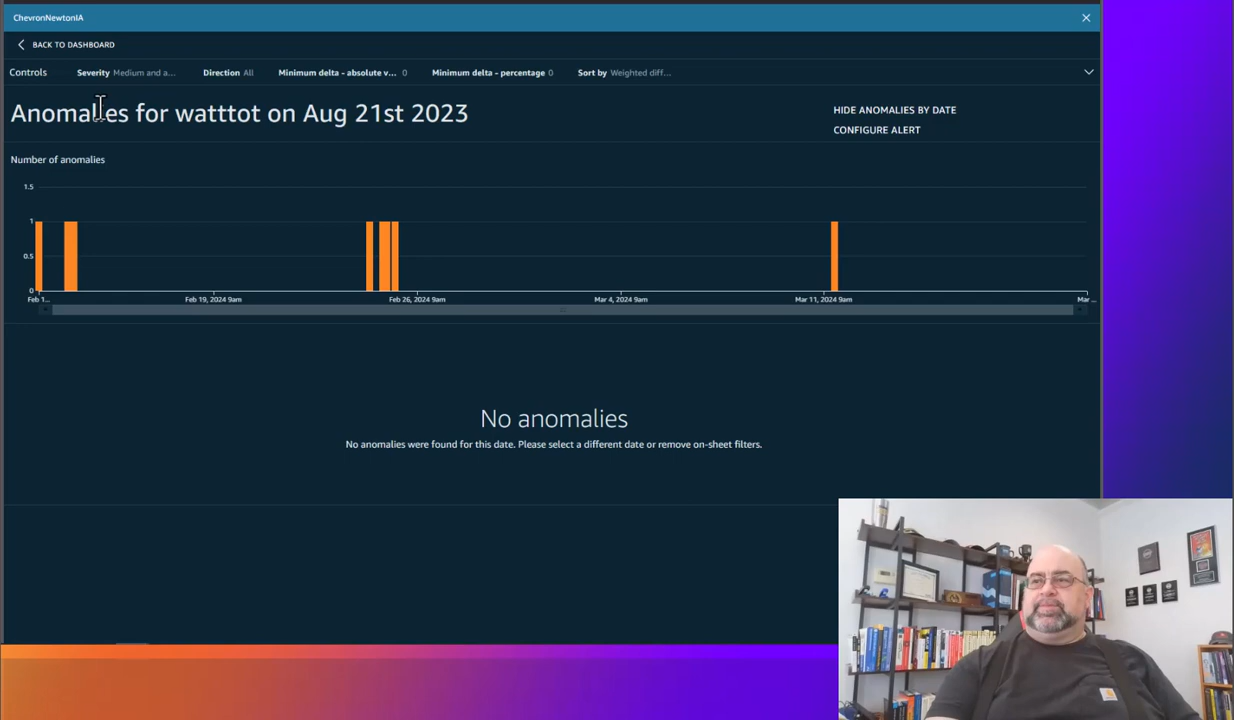 ChevronNewtonIA
BACK TO DASHBOARD
Controls Severity Medium and a... Direction All Minimum delta - absolute v... 0 Minimum delta - percentage 0 Sort by Weighted diff...
Anomalies for watttot on Aug 21st 2023
HIDE ANOMALIES BY DATE
CONFIGURE ALERT
Number of anomalies
1.5
1
0.5
0
Feb 1... Feb 19, 2024 9am Feb 26, 2024 9am Mar 4, 2024 9am Mar 11, 2024 9am Mar ...
No anomalies
No anomalies were found for this date. Please select a different date or remove on-sheet filters.